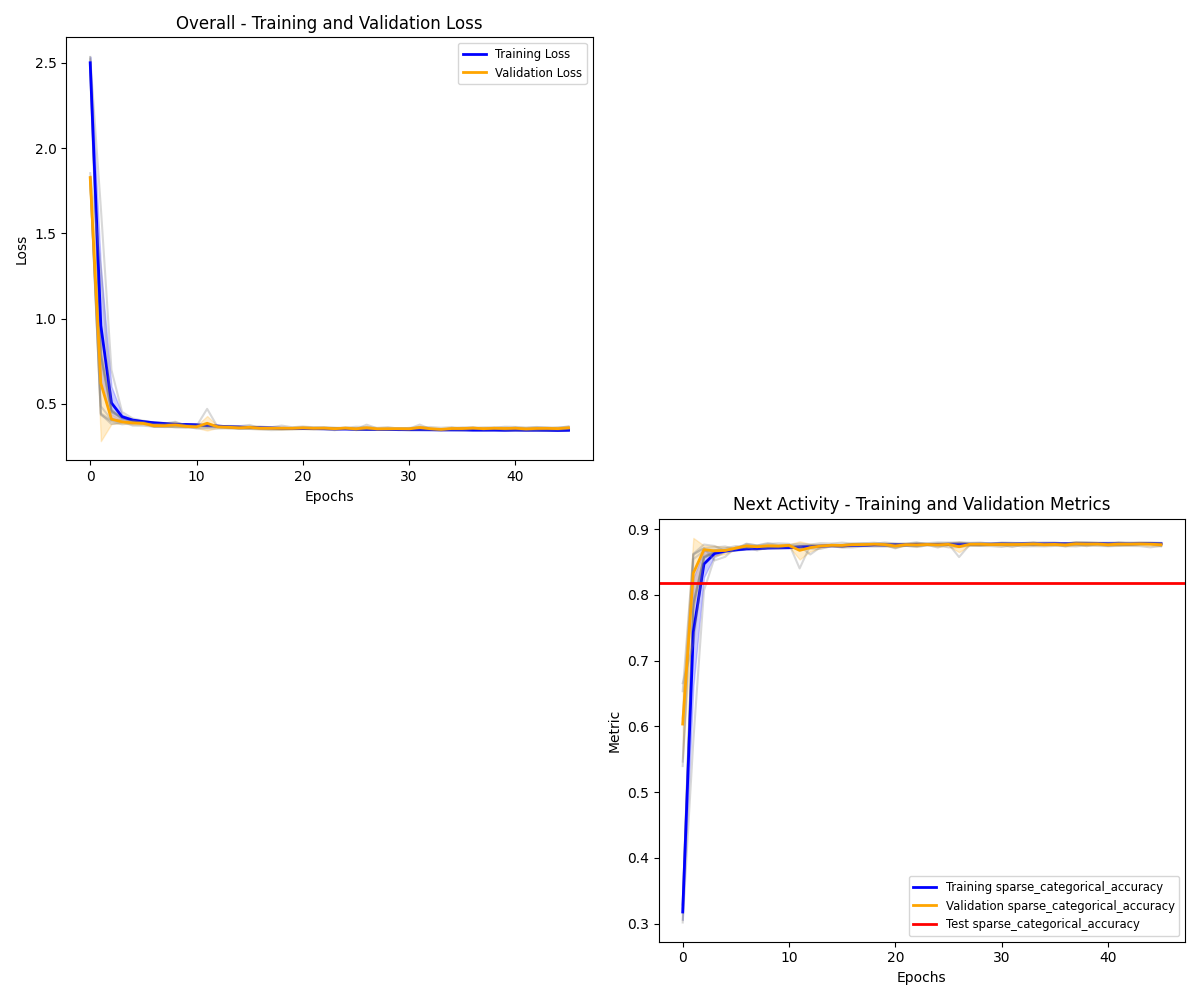 Overall - Training and Validation Loss
Training Loss
Validation Loss
2.5
2.0
1.5
1.0
0.5
Loss
0 10 20 30 40
Epochs
Next Activity - Training and Validation Metrics
0.9
0.8
0.7
0.6
0.5
0.4
0.3
Metric
Training sparse_categorical_accuracy
Validation sparse_categorical_accuracy
Test sparse_categorical_accuracy
0 10 20 30 40
Epochs